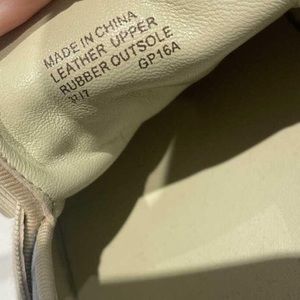 MADE IN CHINA
LEATHER UPPER
RUBBER OUTSOLE
GP16A